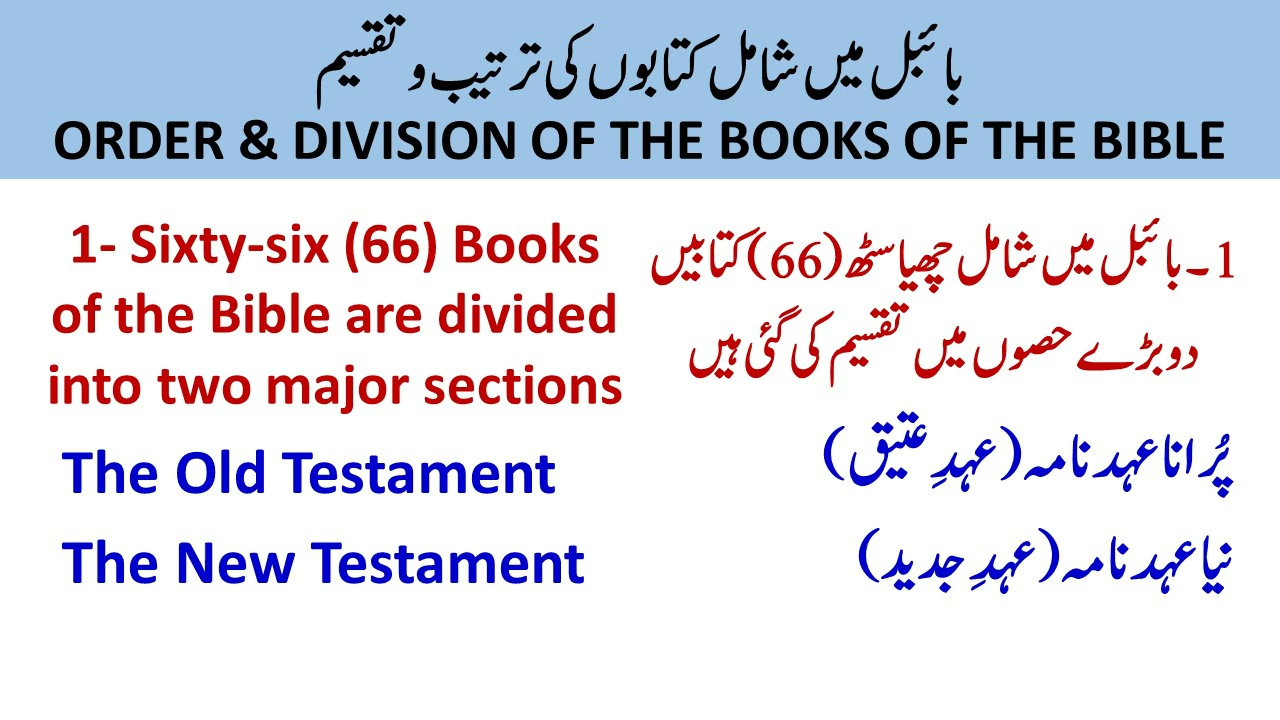 بائبل میں شامل کتابوں کی ترتیب و تقسیم
ORDER & DIVISION OF THE BOOKS OF THE BIBLE
1- Sixty-six (66) Books
of the Bible are divided
into two major sections
The Old Testament
The New Testament
1۔بائبل میں شامل چھیاسٹھ(66)کتابیں
دو بڑے حصوں میں تقسیم کی گئی ہیں
پُرانا عہد نامہ (عہدِ عتیق)
نیا عہد نامہ (عہدِ جدید)